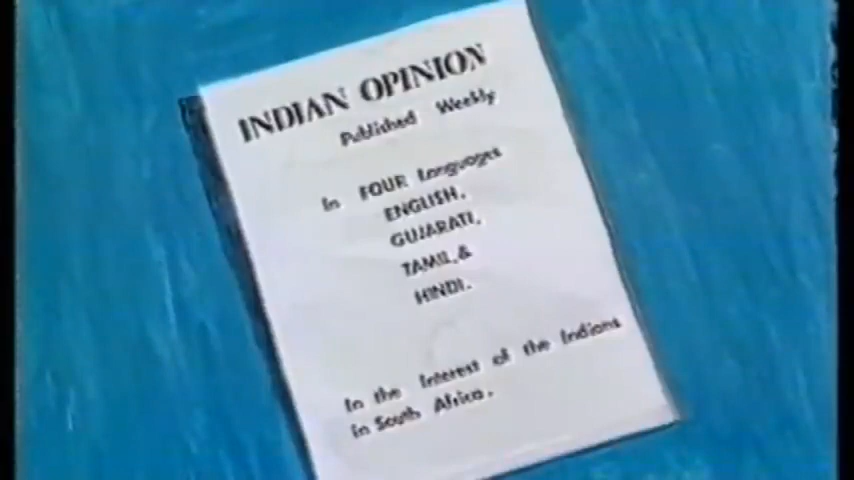 INDIAN OPINION
Published Weekly
In FOUR Languages
ENGLISH,
GUJARATI,
TAMIL,&
HINDI.
In the Interest of the Indians
in South Africa.